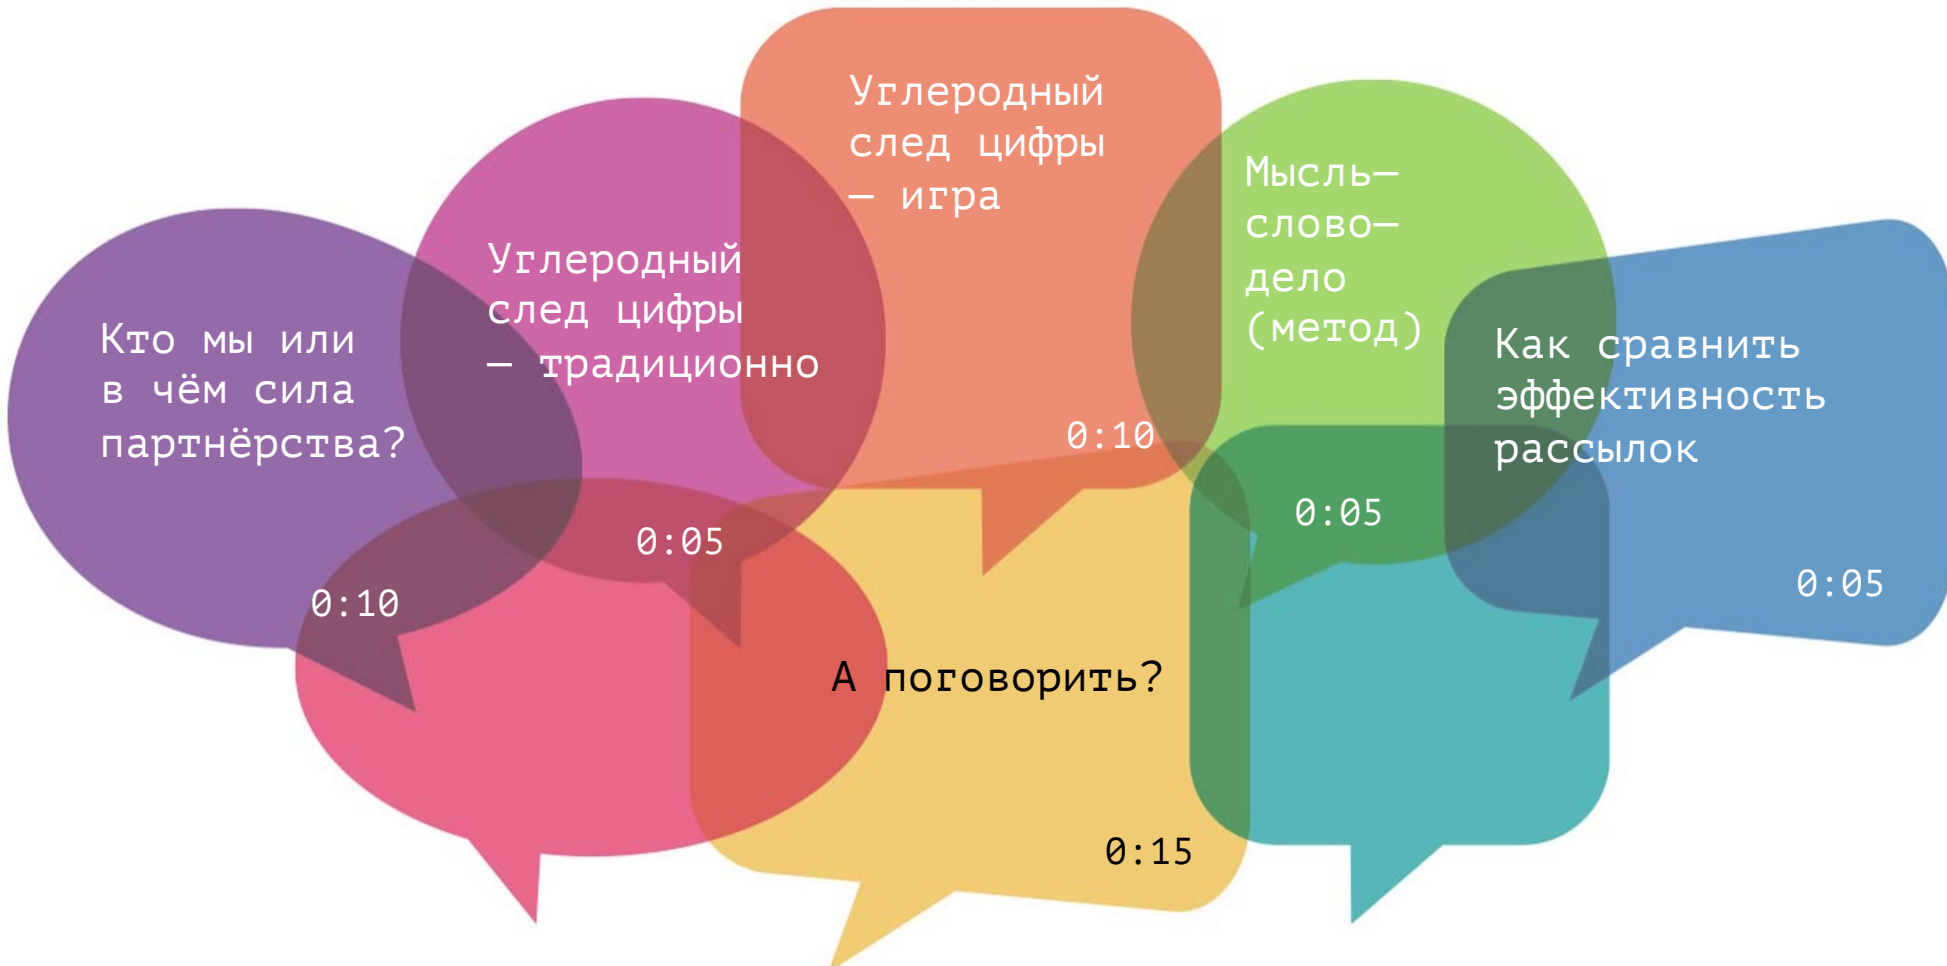 Кто мы или
в чём сила
партнёрства?
0:10
Углеродный
след цифры
— традиционно
0:05
Углеродный
след цифры
— игра
0:10
Мысль—
слово—
дело
(метод)
0:05
Как сравнить
эффективность
рассылок
0:05
А поговорить?
0:15